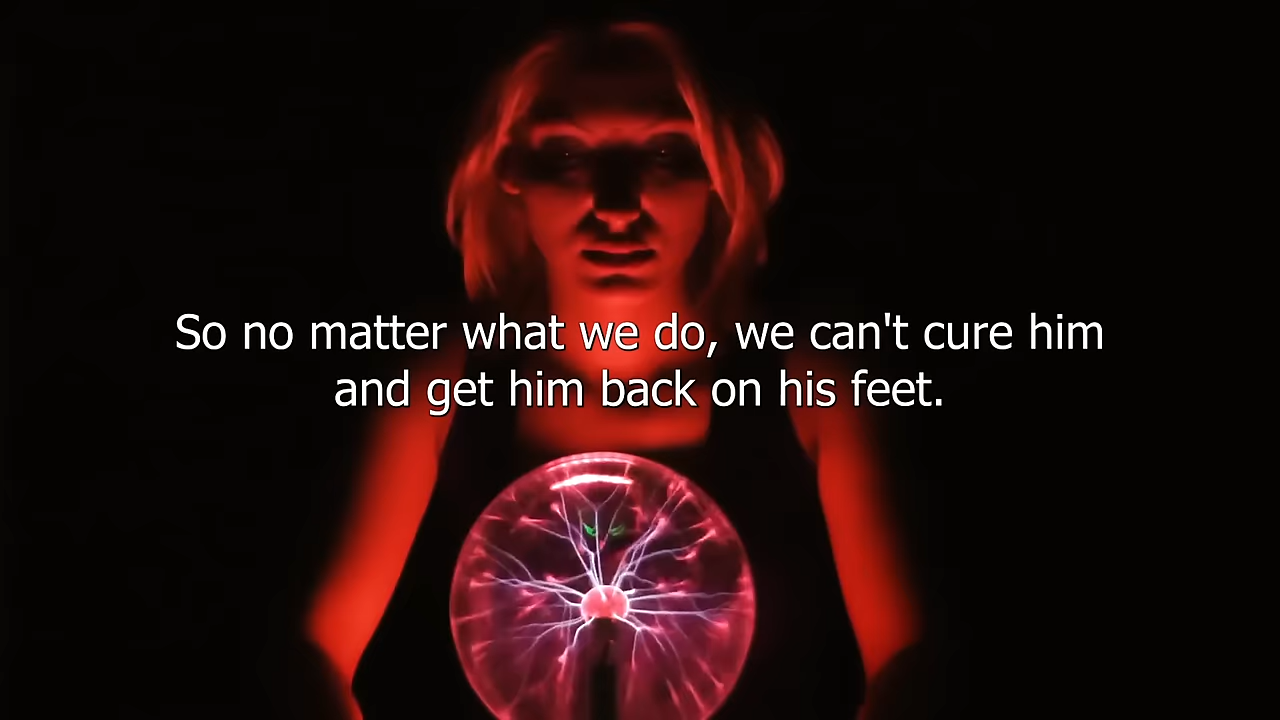 So no matter what we do, we can't cure him
and get him back on his feet.